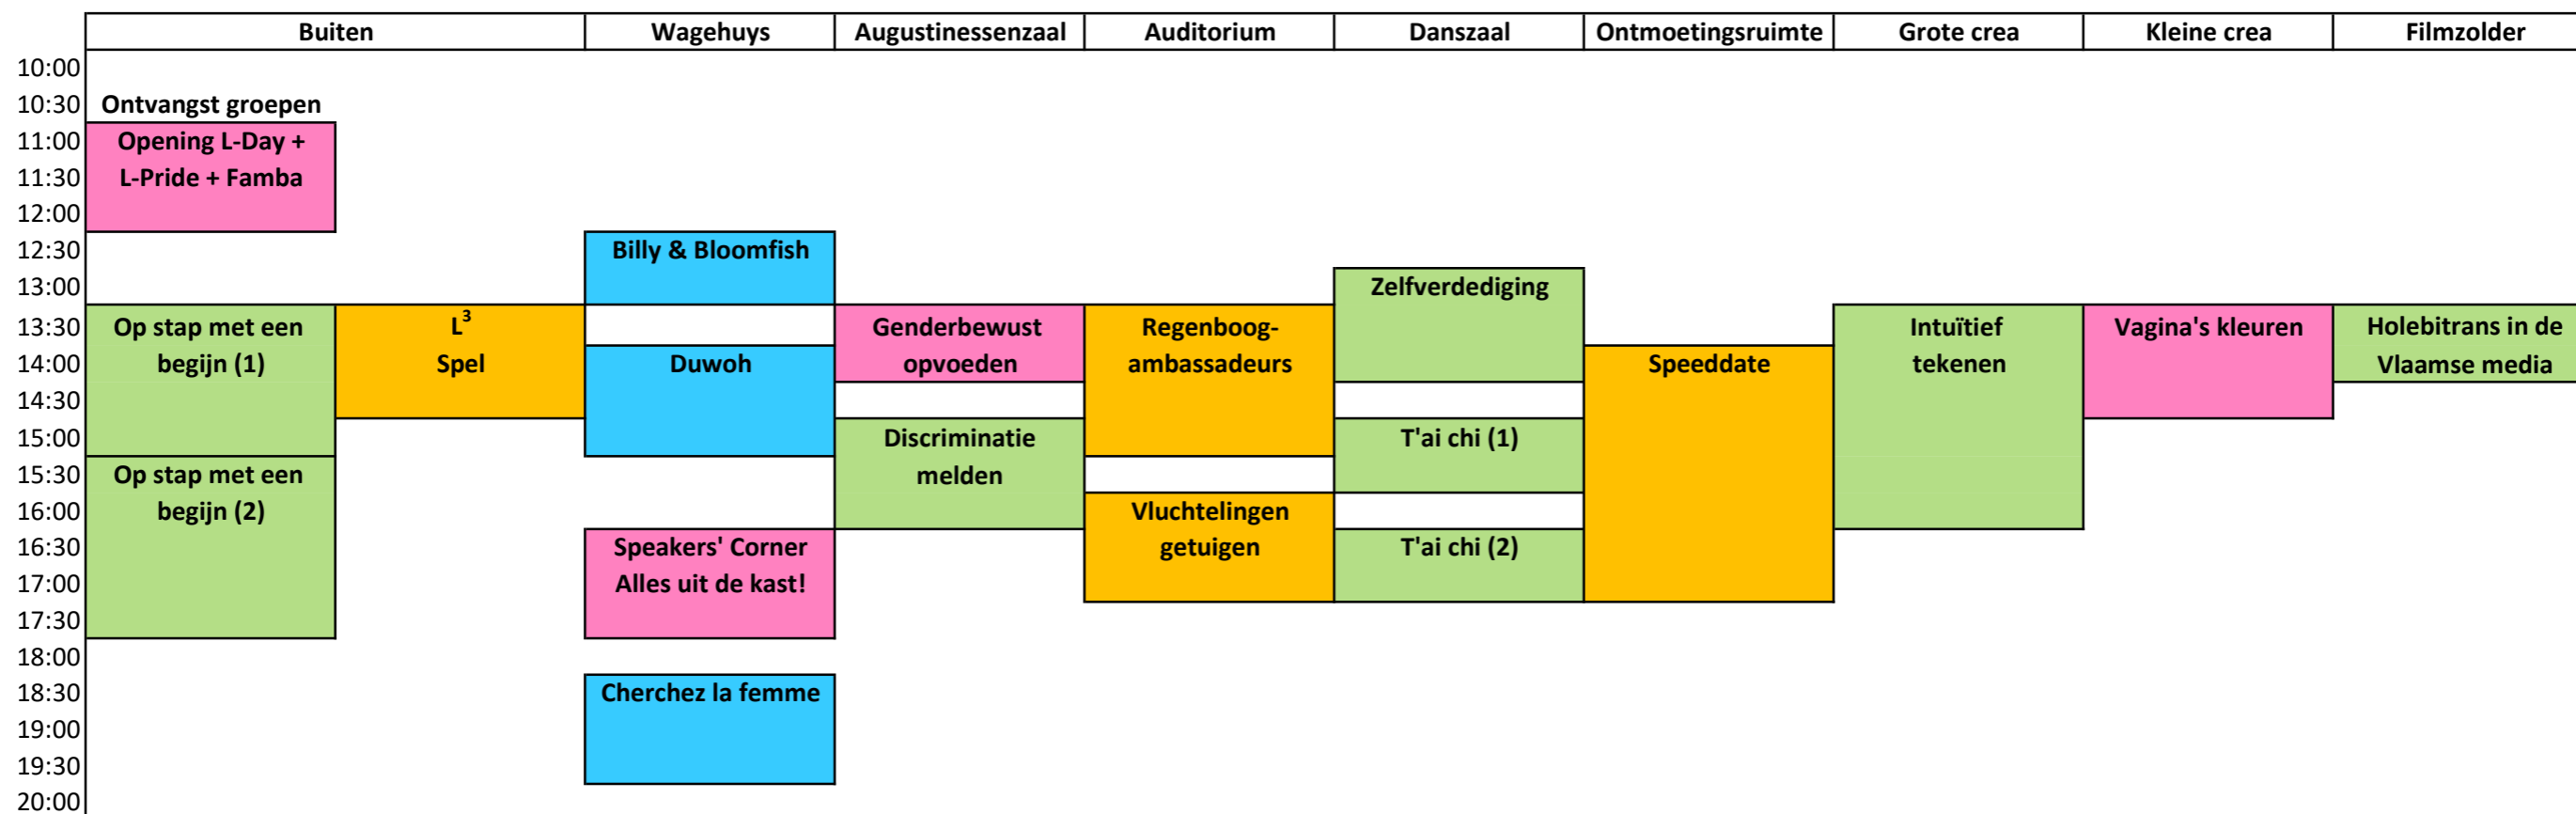 Buiten Wagehuys Augustinessenzaal Auditorium Danszaal Ontmoetingsruimte Grote crea Kleine crea Filmzolder
10:00
10:30 Ontvangst groepen
11:00 Opening L-Day +
11:30 L-Pride + Famba
12:00
12:30 Billy & Bloomfish
13:00 Zelfverdediging
13:30 Op stap met een L³ Genderbewust Regenboog- Intuïtief Vagina's kleuren Holebitrans in de
14:00 begijn (1) Spel Duwoh opvoeden ambassadeurs Speeddate tekenen Vlaamse media
14:30
15:00 Discriminatie T'ai chi (1)
15:30 Op stap met een melden
16:00 begijn (2) Vluchtelingen
16:30 Speakers' Corner getuigen T'ai chi (2)
17:00 Alles uit de kast!
17:30
18:00
18:30 Cherchez la femme
19:00
19:30
20:00